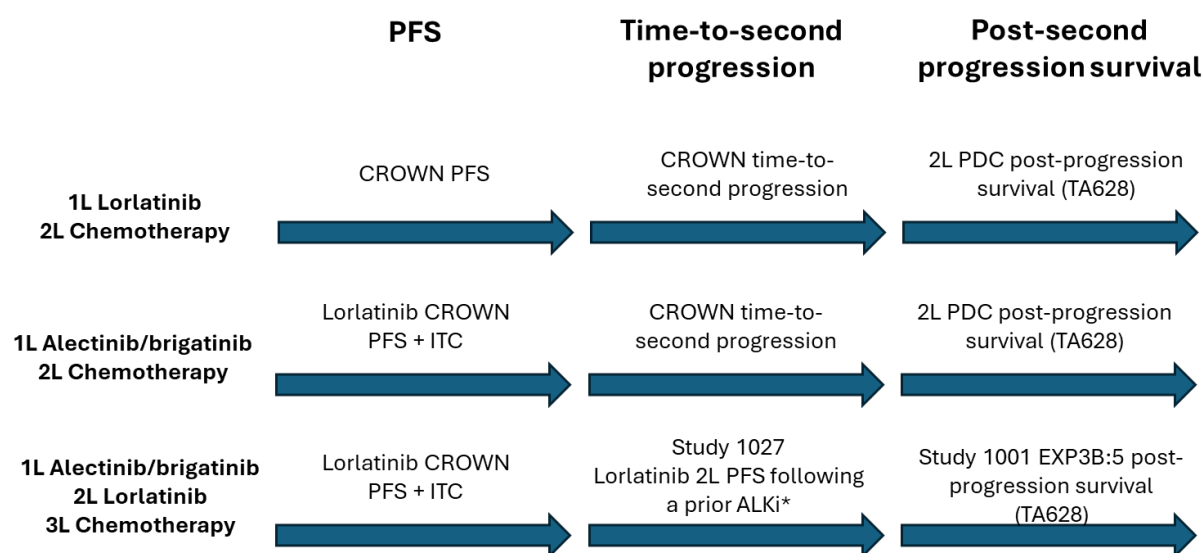 PFS
Time-to-second
progression
Post-second
progression survival
1L Lorlatinib
2L Chemotherapy
CROWN PFS
CROWN time-to-
second progression
2L PDC post-progression
survival (TA628)
1L Alectinib/brigatinib
2L Chemotherapy
Lorlatinib CROWN
PFS + ITC
CROWN time-to-
second progression
2L PDC post-progression
survival (TA628)
1L Alectinib/brigatinib
2L Lorlatinib
3L Chemotherapy
Lorlatinib CROWN
PFS + ITC
Study 1027
Lorlatinib 2L PFS following
a prior ALKi*
Study 1001 EXP3B:5 post-
progression survival
(TA628)